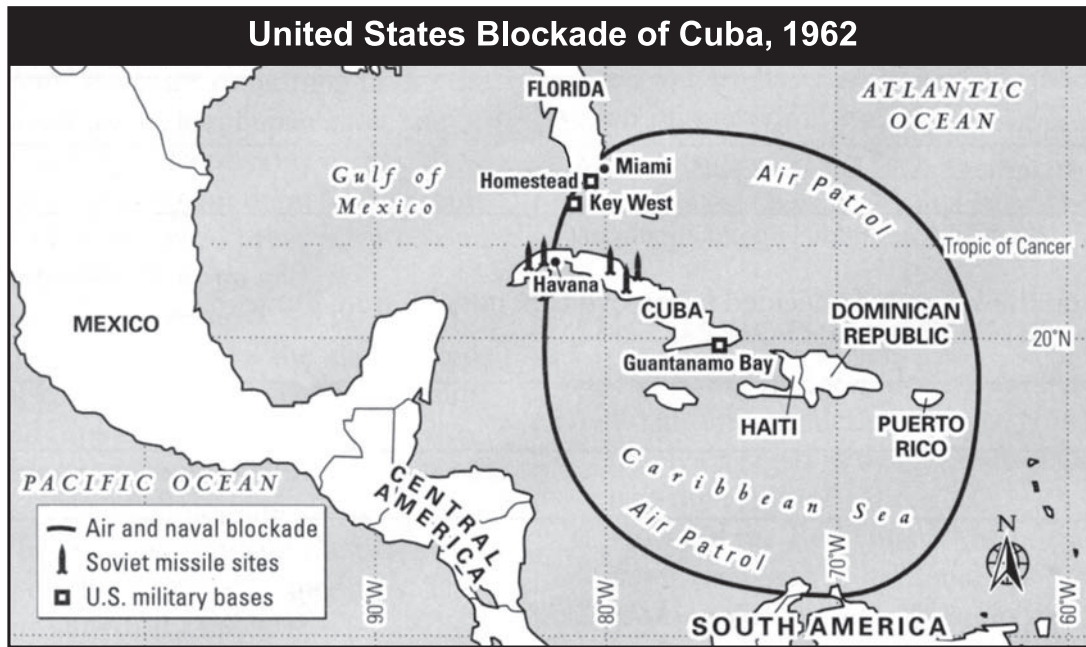 United States Blockade of Cuba, 1962
FLORIDA
ATLANTIC
OCEAN
Gulf of
Mexico
Miami
Homestead
Key West
Air Patrol
Tropic of Cancer
Havana
MEXICO
CUBA
DOMINICAN
REPUBLIC
20°N
Guantanamo Bay
HAITI
PUERTO
RICO
Caribbean Sea
PACIFIC OCEAN
CENTRAL
AMERICA
Air Patrol
N
Air and naval blockade
Soviet missile sites
U.S. military bases
90°W
80°W
70°W
60°W
SOUTH AMERICA